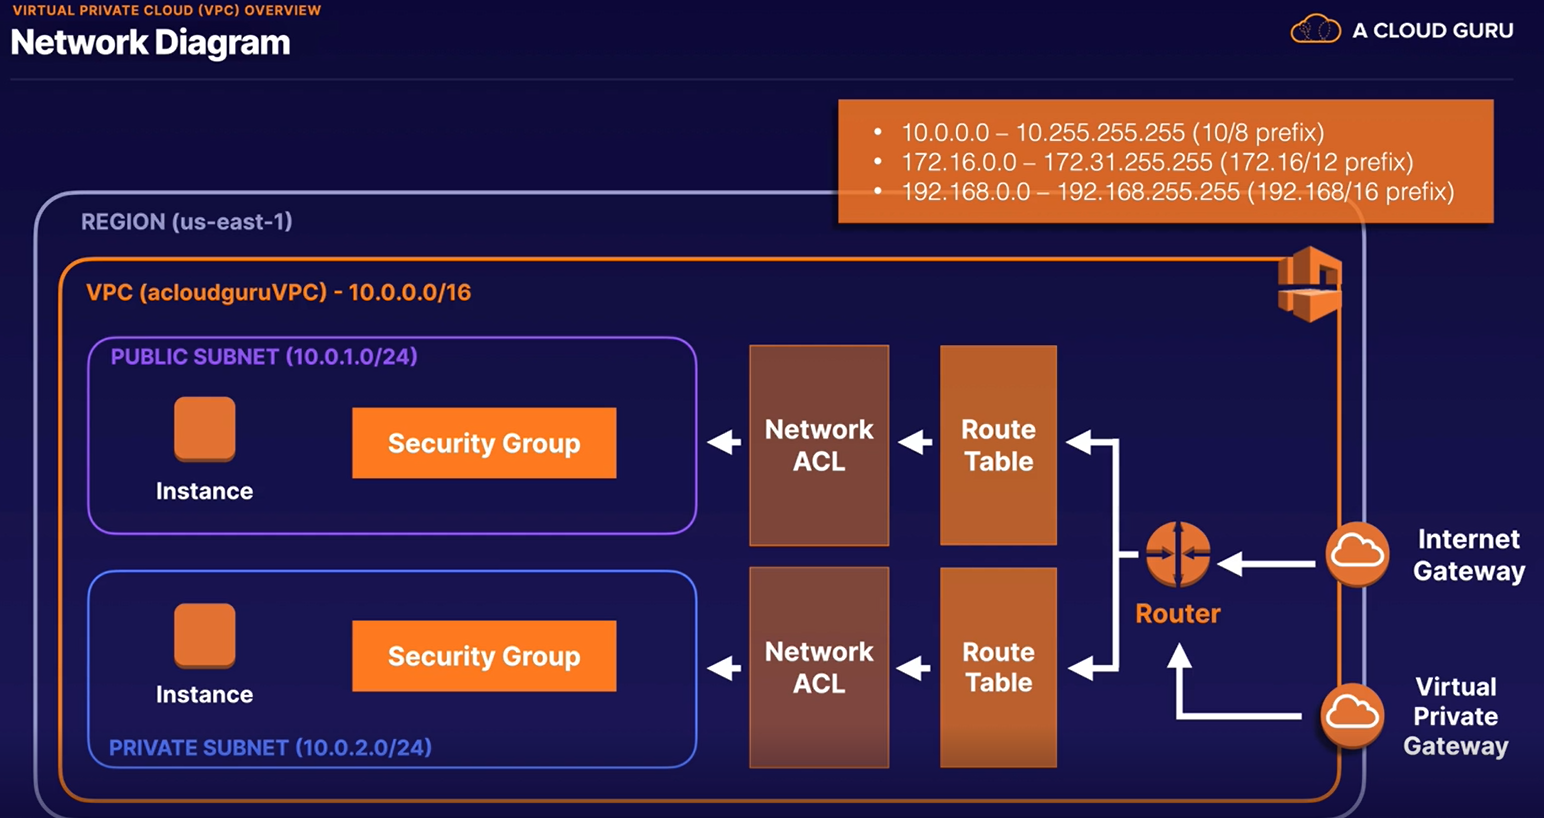 VIRTUAL PRIVATE CLOUD (VPC) OVERVIEW
Network Diagram
A CLOUD GURU
• 10.0.0.0 – 10.255.255.255 (10/8 prefix)
• 172.16.0.0 – 172.31.255.255 (172.16/12 prefix)
• 192.168.0.0 – 192.168.255.255 (192.168/16 prefix)
REGION (us-east-1)
VPC (acloudguruVPC) - 10.0.0.0/16
PUBLIC SUBNET (10.0.1.0/24)
Instance
Security Group
Network
ACL
Route
Table
Internet
Gateway
Router
Instance
Security Group
PRIVATE SUBNET (10.0.2.0/24)
Network
ACL
Route
Table
Virtual
Private
Gateway